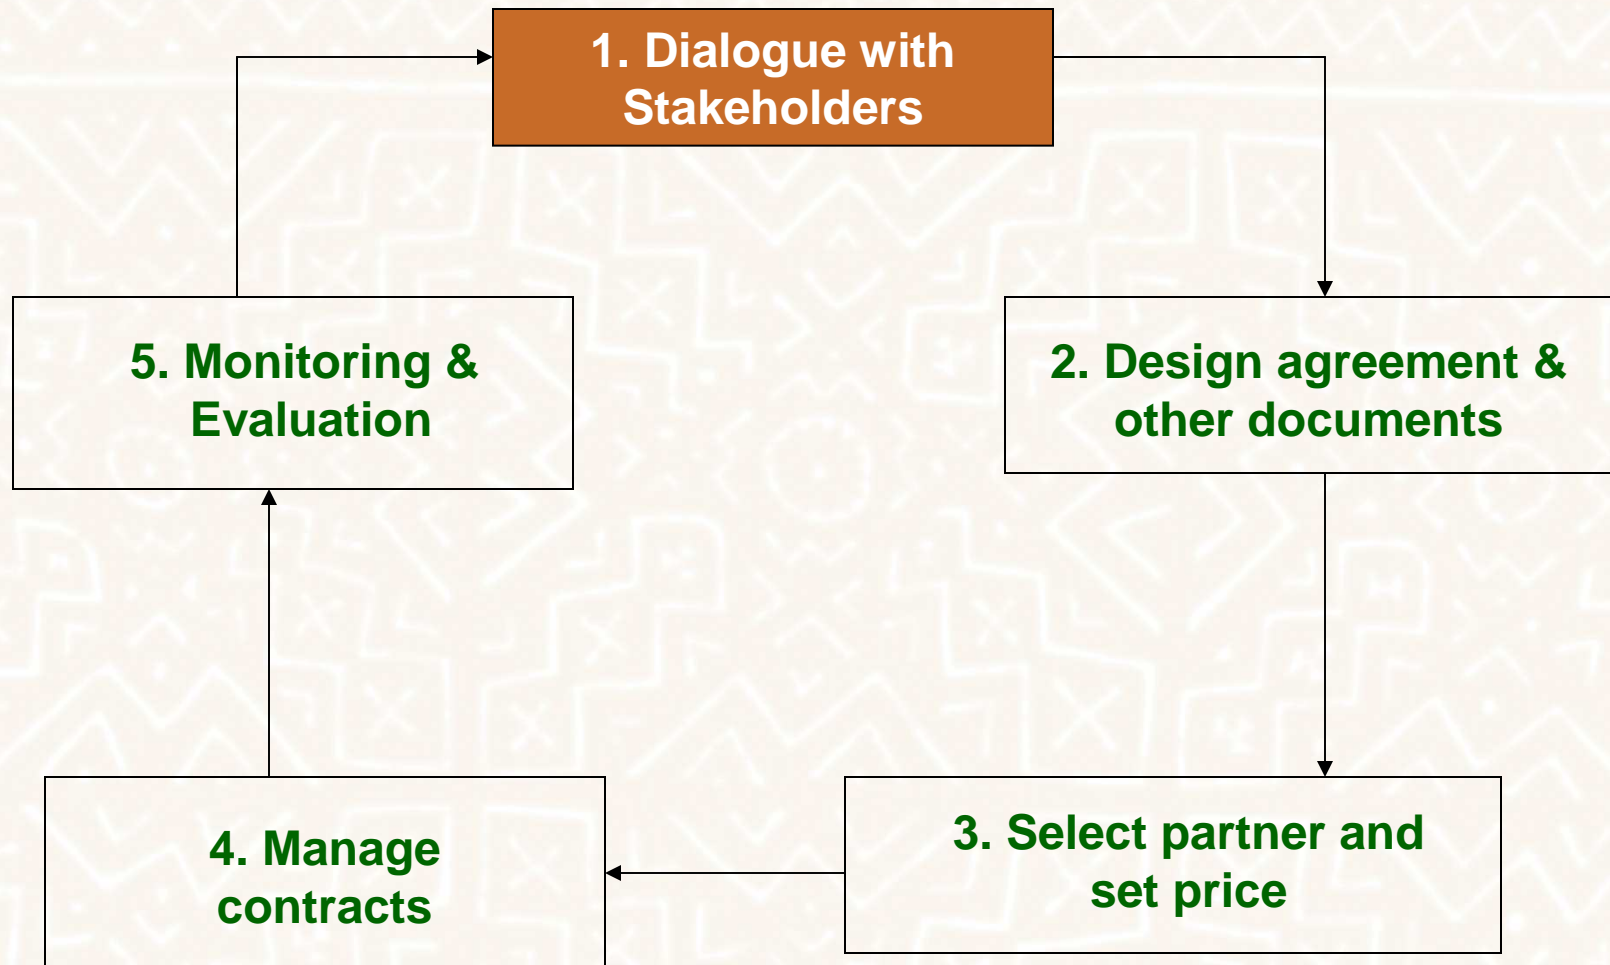 1. Dialogue with
Stakeholders
2. Design agreement &
other documents
3. Select partner and
set price
4. Manage
contracts
5. Monitoring &
Evaluation